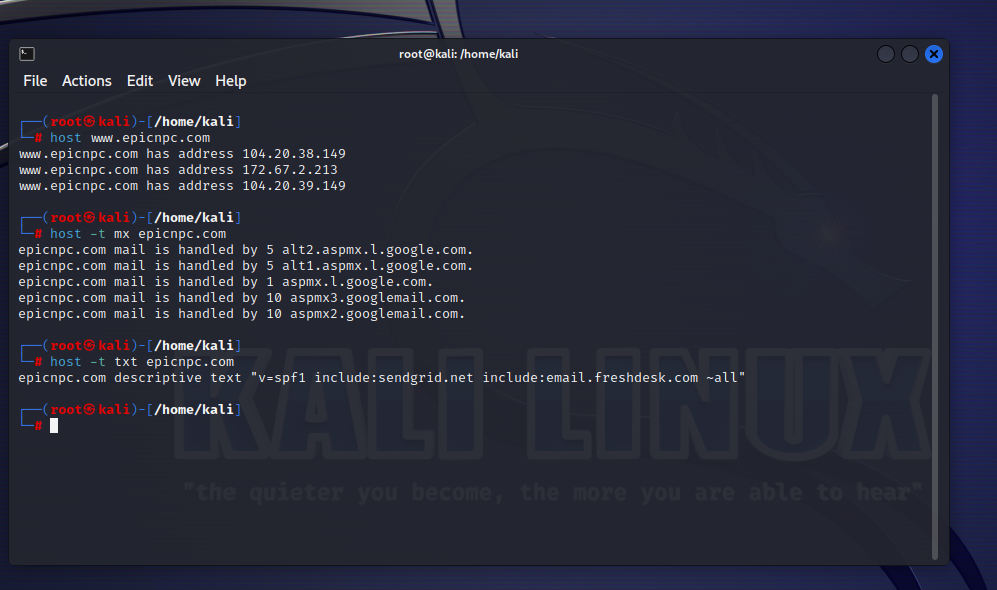 root@kali: /home/kali
File Actions Edit View Help
┌──(root㉿kali)-[/home/kali]
└─# host www.epicnpc.com
www.epicnpc.com has address 104.20.38.149
www.epicnpc.com has address 172.67.2.213
www.epicnpc.com has address 104.20.39.149
┌──(root㉿kali)-[/home/kali]
└─# host -t mx epicnpc.com
epicnpc.com mail is handled by 5 alt2.aspmx.l.google.com.
epicnpc.com mail is handled by 5 alt1.aspmx.l.google.com.
epicnpc.com mail is handled by 1 aspmx.l.google.com.
epicnpc.com mail is handled by 10 aspmx3.googlemail.com.
epicnpc.com mail is handled by 10 aspmx2.googlemail.com.
┌──(root㉿kali)-[/home/kali]
└─# host -t txt epicnpc.com
epicnpc.com descriptive text "v=spf1 include:sendgrid.net include:email.freshdesk.com ~all"
┌──(root㉿kali)-[/home/kali]
└─#
KALI LINUX
"the quieter you become, the more you are able to hear"